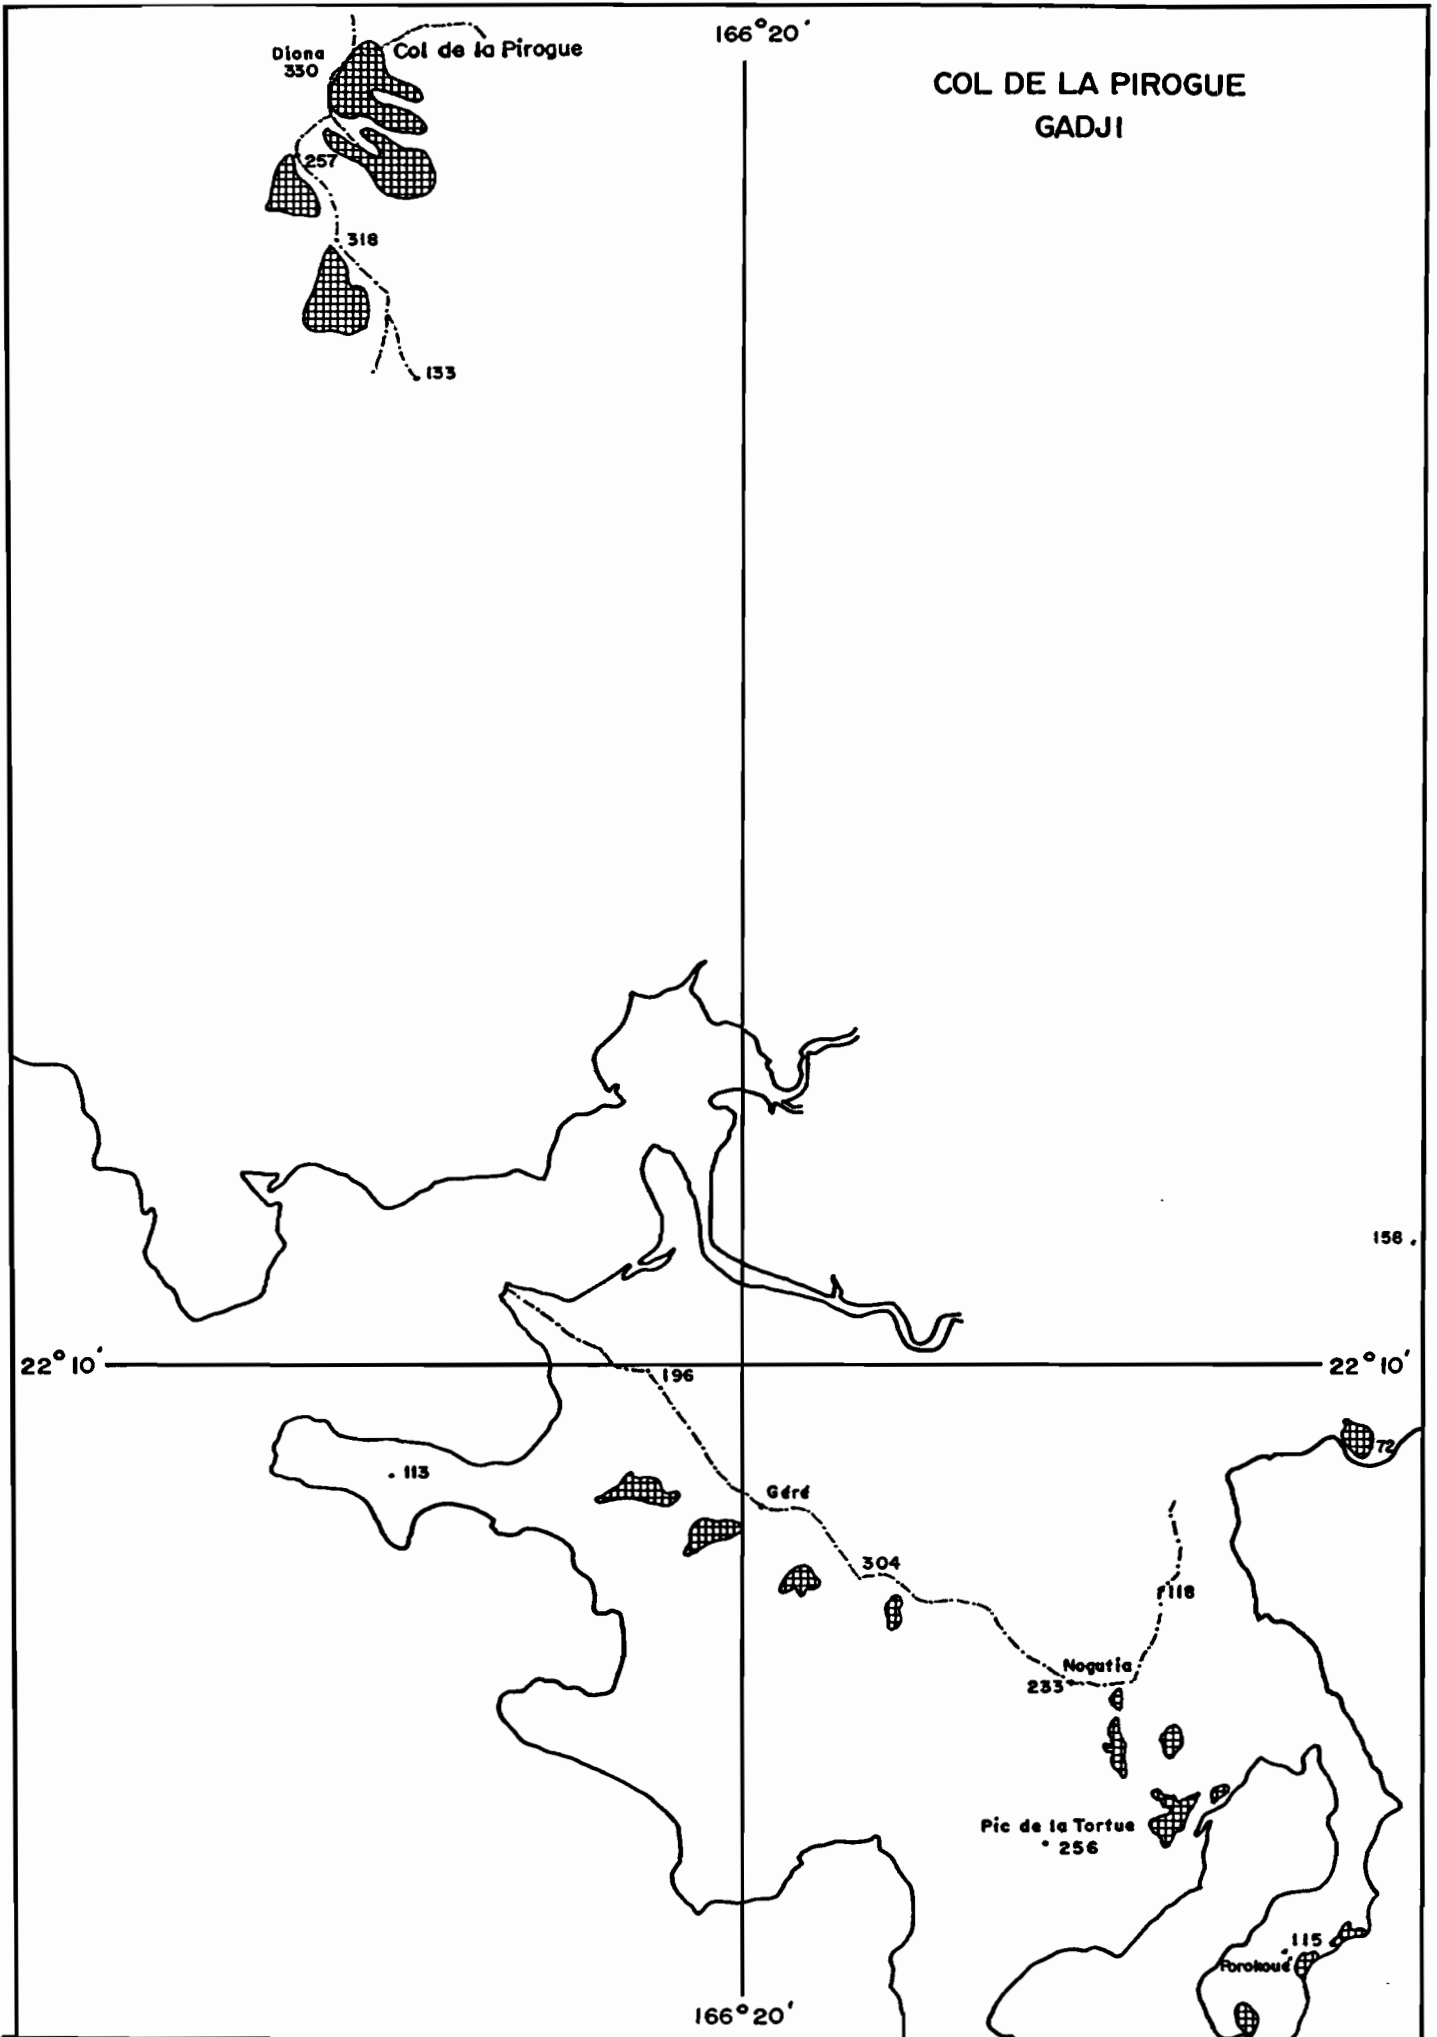 166°20'
COL DE LA PIROGUE
GADJI
Diona
330
Col de la Pirogue
257
318
133
158
22°10'
22°10'
196
113
72
Géré
304
118
Nogutia
233
Pic de la Tortue
256
115
Porokoué
166°20'